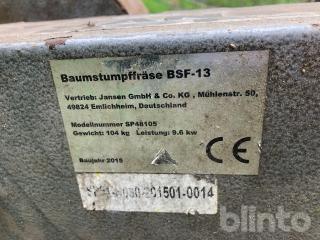 Baumstumpffräse BSF-13
Vertrieb: Jansen GmbH & Co. KG , Mühlenstr. 50,
49824 Emlichheim, Deutschland
Modellnummer SP48105
Gewicht: 104 kg Leistung: 9.6 kw
Baujahr 2015
CE
blinto